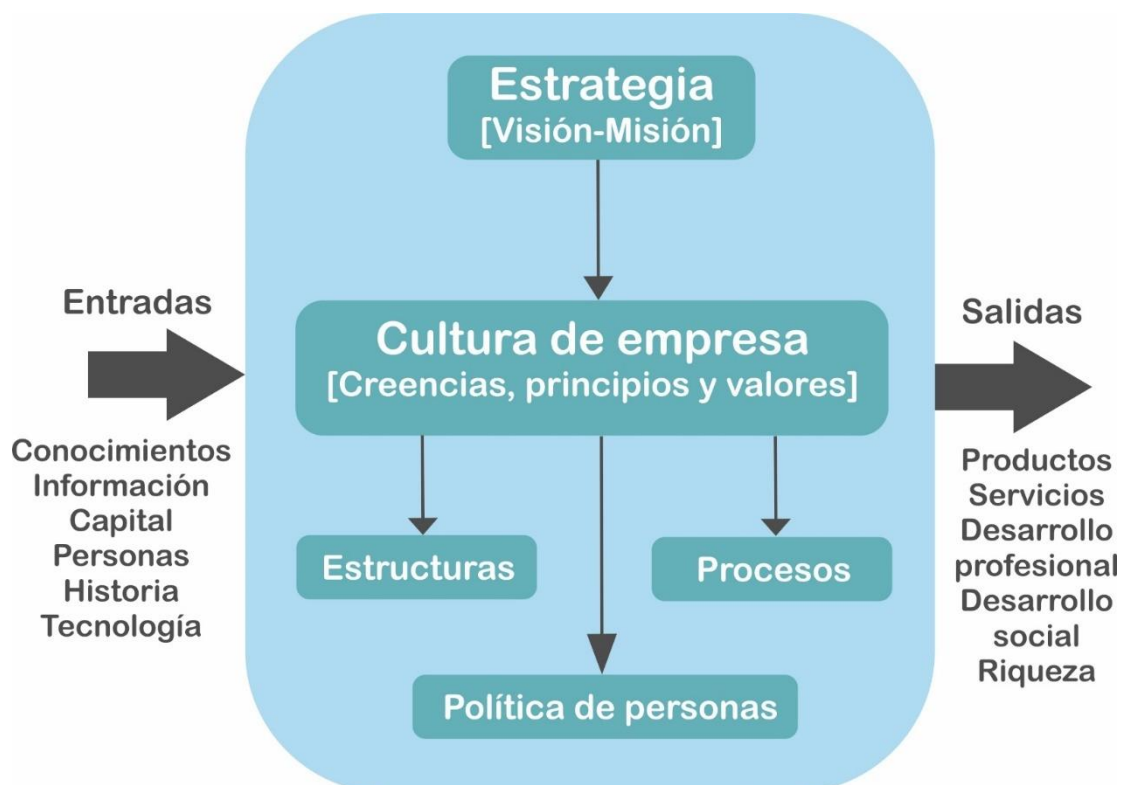 Estrategia
[Visión-Misión]
Entradas
Conocimientos
Información
Capital
Personas
Historia
Tecnología
Cultura de empresa
[Creencias, principios y valores]
Estructuras
Procesos
Política de personas
Salidas
Productos
Servicios
Desarrollo
profesional
Desarrollo
social
Riqueza